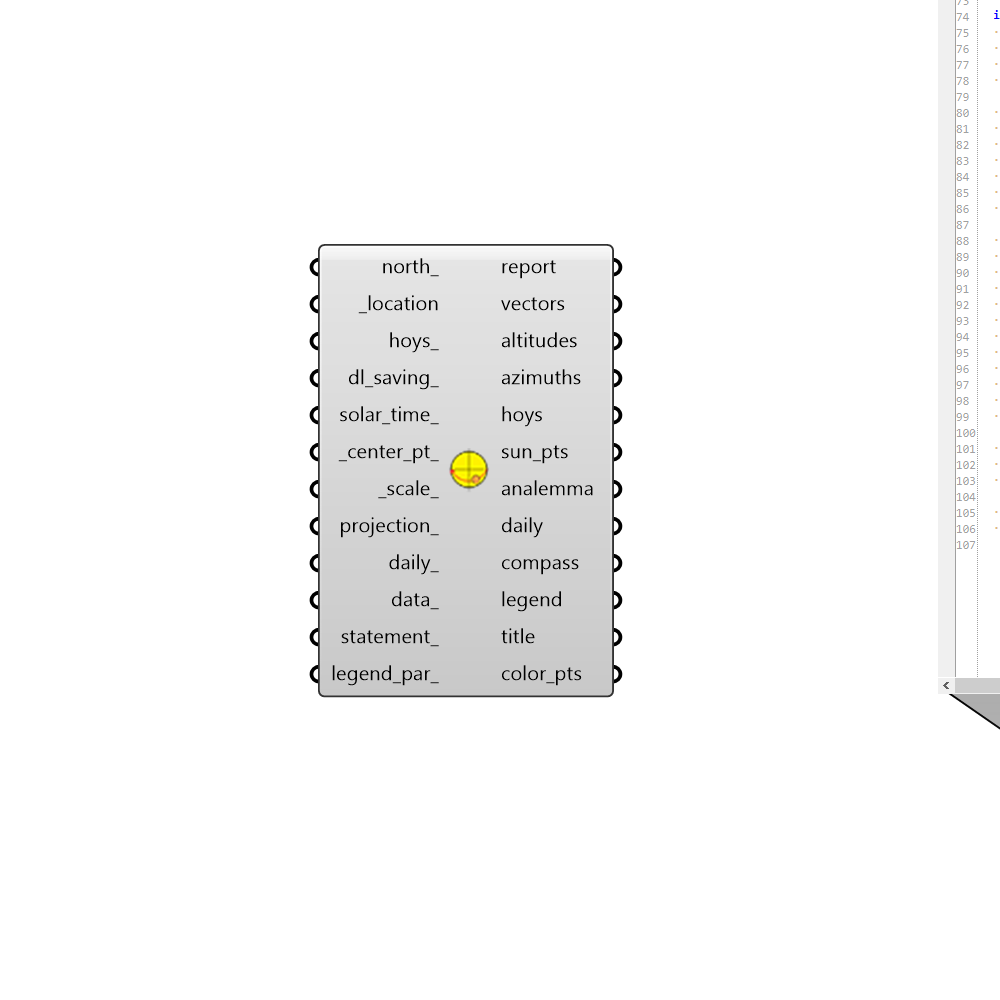 north_ report
_location vectors
hoys_ altitudes
dl_saving_ azimuths
solar_time_ hoys
_center_pt_ sun_pts
_scale_ analemma
projection_ daily
daily_ compass
data_ legend
statement_ title
legend_par_ color_pts
73
74 i
75
76
77
78
79
80
81
82
83
84
85
86
87
88
89
90
91
92
93
94
95
96
97
98
99
100
101
102
103
104
105
106
107